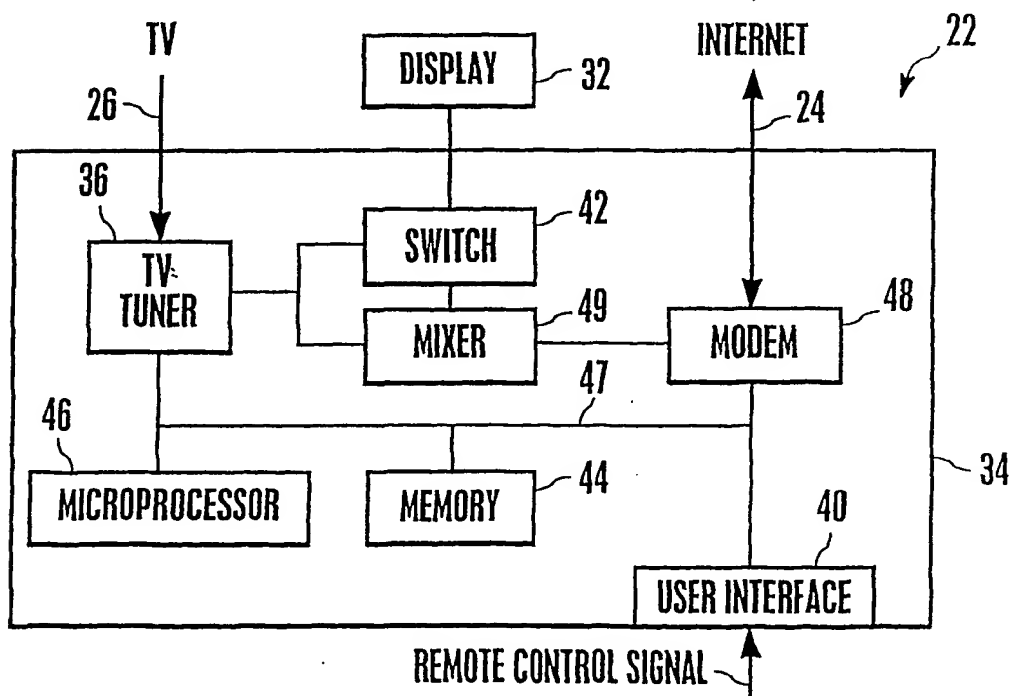 TV
DISPLAY
32
INTERNET
22
26
24
36
TV
TUNER
SWITCH
42
MIXER
49
MODEM
48
47
46
MICROPROCESSOR
MEMORY
44
34
40
USER INTERFACE
REMOTE CONTROL SIGNAL